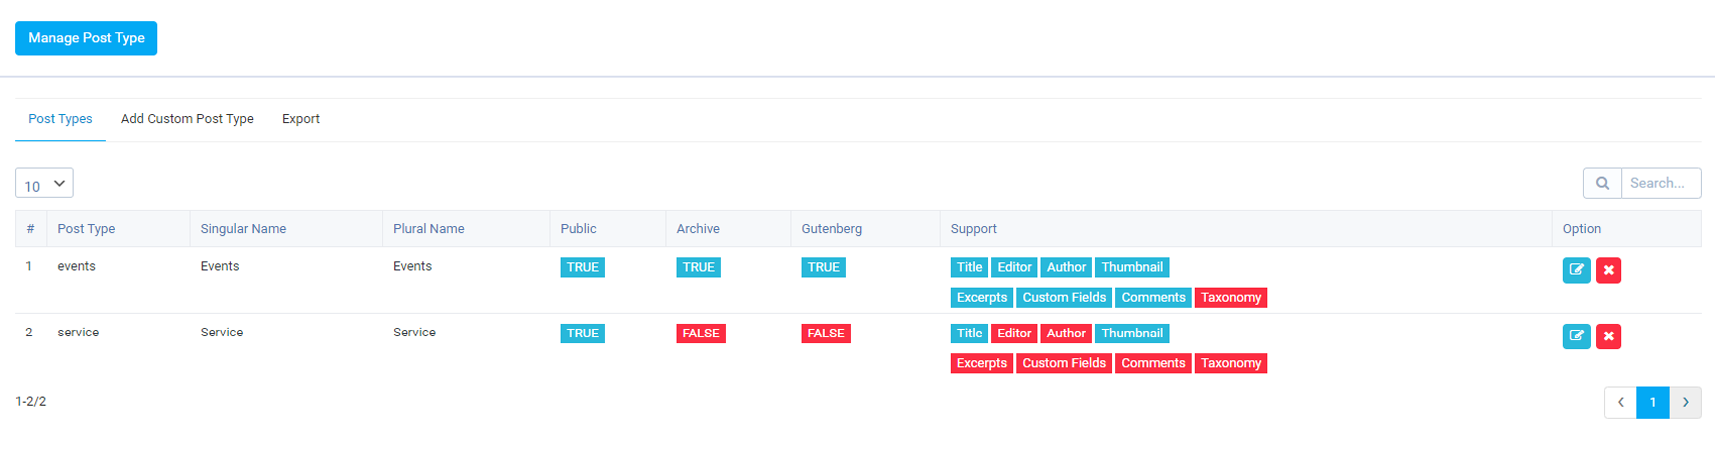 Manage Post Type
Post Types Add Custom Post Type Export
10 Search...
# Post Type Singular Name Plural Name Public Archive Gutenberg Support Option
1 events Events Events TRUE TRUE TRUE Title Editor Author Thumbnail
Excerpts Custom Fields Comments Taxonomy
2 service Service Service TRUE FALSE FALSE Title Editor Author Thumbnail
Excerpts Custom Fields Comments Taxonomy
1-2/2 1